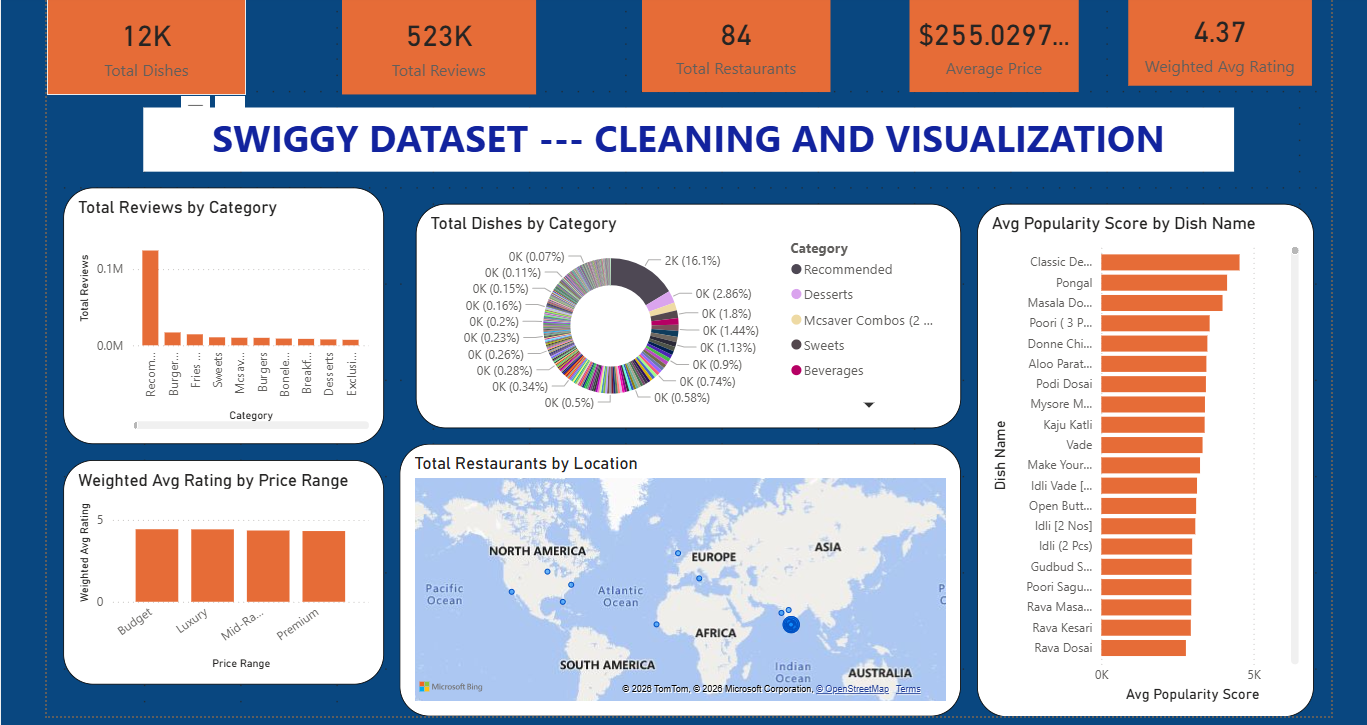 12K
Total Dishes
523K
Total Reviews
84
Total Restaurants
$255.0297...
Average Price
4.37
Weighted Avg Rating
SWIGGY DATASET --- CLEANING AND VISUALIZATION
Total Reviews by Category
Total Reviews
0.1M
0.0M
Recom...
Burger...
Fries ...
Sweets
Mcsav...
Burgers
Bonele...
Breakf...
Desserts
Exclusi...
Category
Total Dishes by Category
0K (0.07%)
0K (0.11%)
0K (0.15%)
0K (0.16%)
0K (0.2%)
0K (0.23%)
0K (0.26%)
0K (0.28%)
0K (0.34%)
0K (0.5%)
2K (16.1%)
0K (2.86%)
0K (1.8%)
0K (1.44%)
0K (1.13%)
0K (0.9%)
0K (0.74%)
0K (0.58%)
Category
Recommended
Desserts
Mcsaver Combos (2 ...
Sweets
Beverages
Avg Popularity Score by Dish Name
Dish Name
Classic De...
Pongal
Masala Do...
Poori ( 3 P...
Donne Chi...
Aloo Parat...
Podi Dosai
Mysore M...
Kaju Katli
Vade
Make Your...
Idli Vade [...
Open Butt...
Idli [2 Nos]
Idli (2 Pcs)
Gudbud S...
Poori Sagu...
Rava Masa...
Rava Kesari
Rava Dosai
0K
5K
Avg Popularity Score
Weighted Avg Rating by Price Range
Weighted Avg Rating
5
0
Budget
Luxury
Mid-Ra...
Premium
Price Range
Total Restaurants by Location
NORTH AMERICA
EUROPE
ASIA
Pacific
Ocean
Atlantic
Ocean
P
AFRICA
SOUTH AMERICA
Indian
Ocean
AUSTRALIA
Microsoft Bing
© 2026 TomTom, © 2026 Microsoft Corporation, © OpenStreetMap Terms